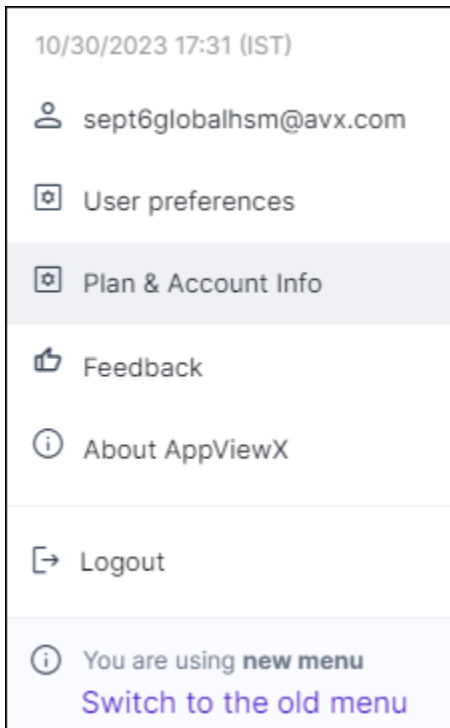 10/30/2023 17:31 (IST)
sept6globalhsm@avx.com
User preferences
Plan & Account Info
Feedback
About AppViewX
Logout
You are using new menu
Switch to the old menu